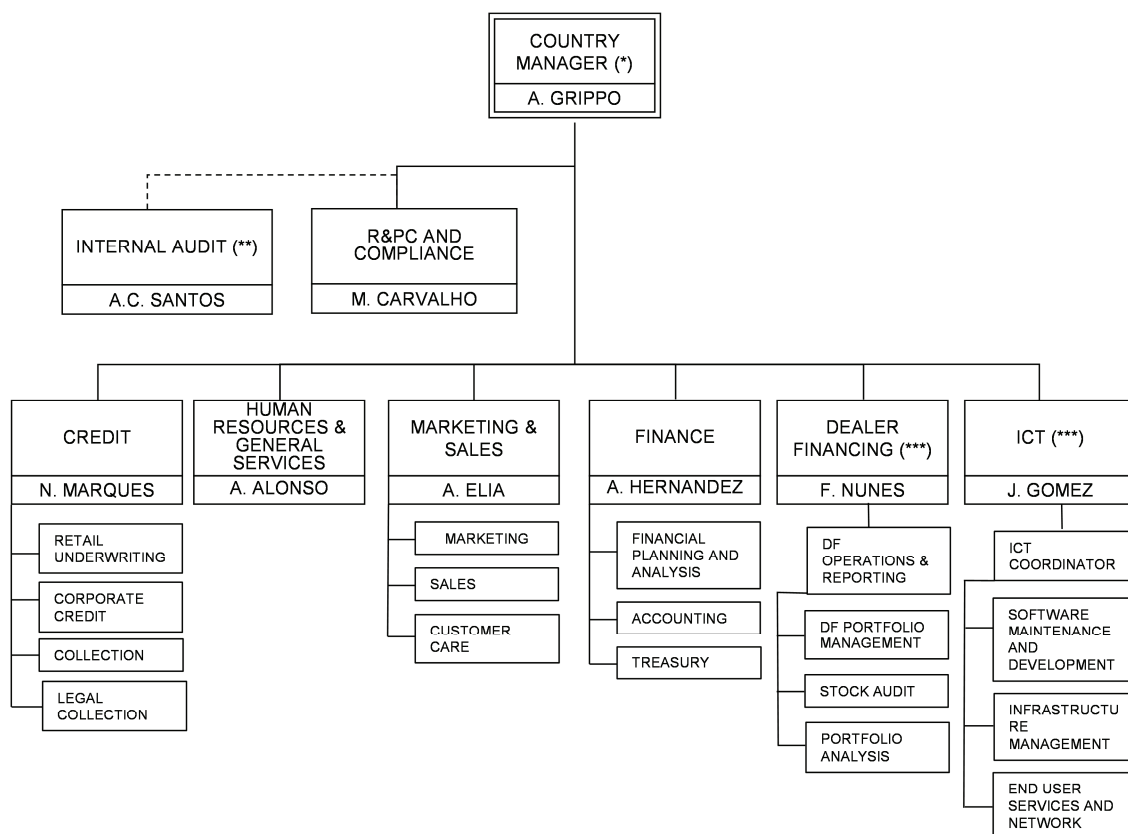 COUNTRY
MANAGER (*)
A. GRIPPO
INTERNAL AUDIT (**)
A.C. SANTOS
R&PC AND
COMPLIANCE
M. CARVALHO
CREDIT
N. MARQUES
RETAIL
UNDERWRITING
CORPORATE
CREDIT
COLLECTION
LEGAL
COLLECTION
HUMAN
RESOURCES &
GENERAL
SERVICES
A. ALONSO
MARKETING &
SALES
A. ELIA
MARKETING
SALES
CUSTOMER
CARE
FINANCE
A. HERNANDEZ
FINANCIAL
PLANNING AND
ANALYSIS
ACCOUNTING
TREASURY
DEALER
FINANCING (***)
F. NUNES
DF
OPERATIONS &
REPORTING
DF PORTFOLIO
MANAGEMENT
STOCK AUDIT
PORTFOLIO
ANALYSIS
ICT (***)
J. GOMEZ
ICT
COORDINATOR
SOFTWARE
MAINTENANCE
AND
DEVELOPMENT
INFRASTRUCTU
RE
MANAGEMENT
END USER
SERVICES AND
NETWORK